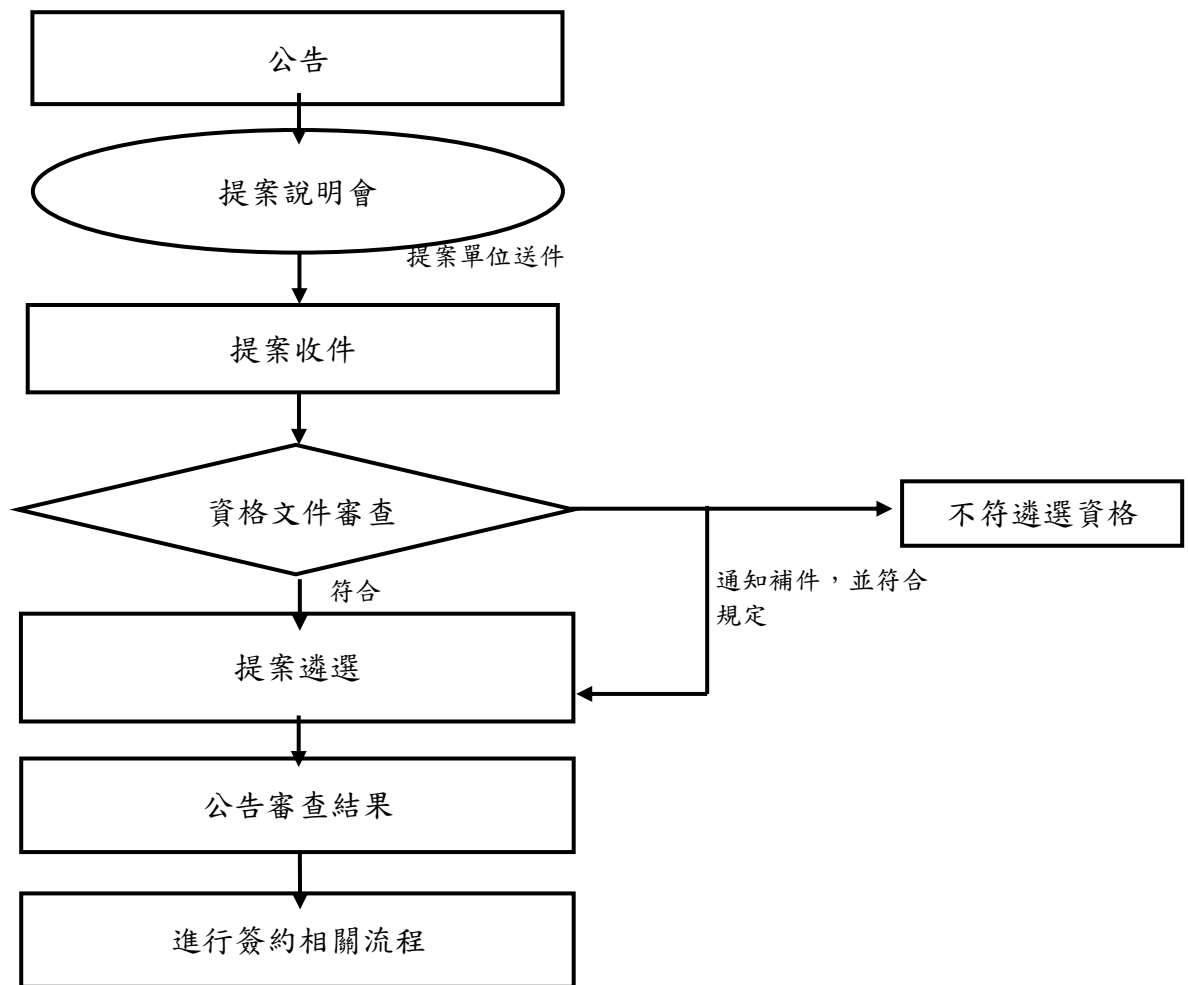 公告
提案說明會
提案單位送件
提案收件
資格文件審查
不符遴選資格
通知補件，並符合
規定
符合
提案遴選
公告審查結果
進行簽約相關流程